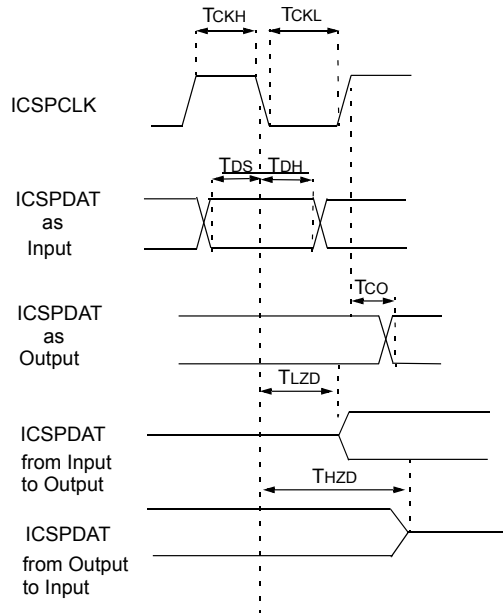 TCKH TCKL
ICSPCLK
TDS TDH
ICSPDAT
as
Input
TCO
ICSPDAT
as
Output
TLZD
ICSPDAT
from Input
to Output
THZD
ICSPDAT
from Output
to Input